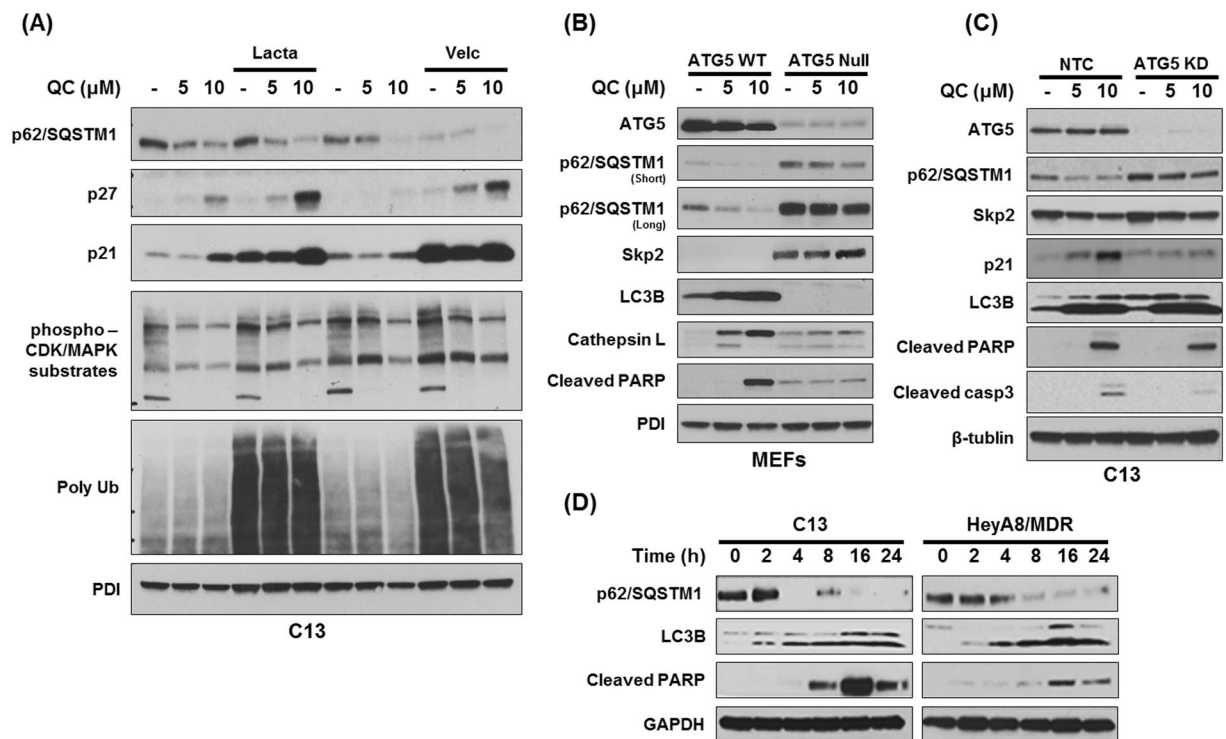 (A)
Lacta Velc
QC (µM) - 5 10 - 5 10 - 5 10 - 5 10
p62/SQSTM1
p27
p21
phospho –
CDK/MAPK
substrates
Poly Ub
PDI
C13
(B)
ATG5 WT ATG5 Null
QC (µM) - 5 10 - 5 10
ATG5
p62/SQSTM1
(Short)
p62/SQSTM1
(Long)
Skp2
LC3B
Cathepsin L
Cleaved PARP
PDI
MEFs
(C)
NTC ATG5 KD
QC (µM) - 5 10 - 5 10
ATG5
p62/SQSTM1
Skp2
p21
LC3B
Cleaved PARP
Cleaved casp3
β-tublin
C13
(D)
C13 HeyA8/MDR
Time (h) 0 2 4 8 16 24 0 2 4 8 16 24
p62/SQSTM1
LC3B
Cleaved PARP
GAPDH